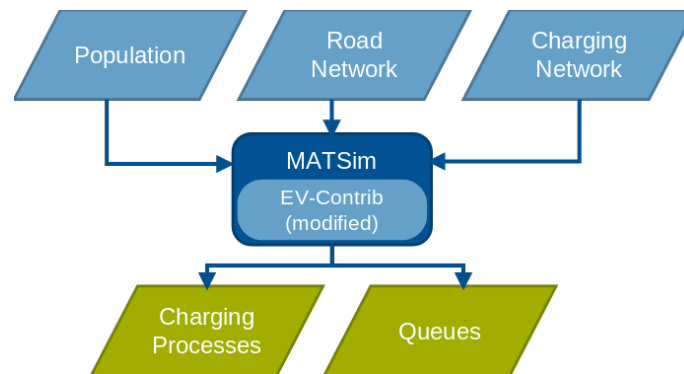 Population
Road
Network
Charging
Network
MATSim
EV-Contrib
(modified)
Charging
Processes
Queues